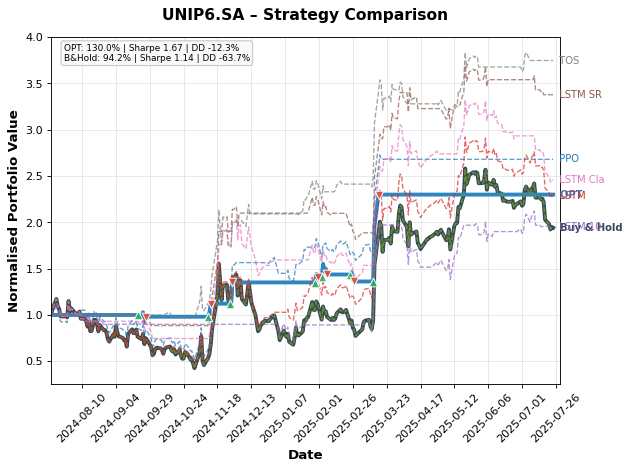 UNIP6.SA – Strategy Comparison
OPT: 130.0% | Sharpe 1.67 | DD -12.3%
B&Hold: 94.2% | Sharpe 1.14 | DD -63.7%
Normalised Portfolio Value
4.0
3.5
3.0
2.5
2.0
1.5
1.0
0.5
TOS
LSTM SR
PPO
LSTM Cla
OPT
LSTM
Buy & Hold
2024-08-10
2024-09-04
2024-09-29
2024-10-24
2024-11-18
2024-12-13
2025-01-07
2025-02-01
2025-02-26
2025-03-23
2025-04-17
2025-05-12
2025-06-06
2025-07-01
2025-07-26
Date